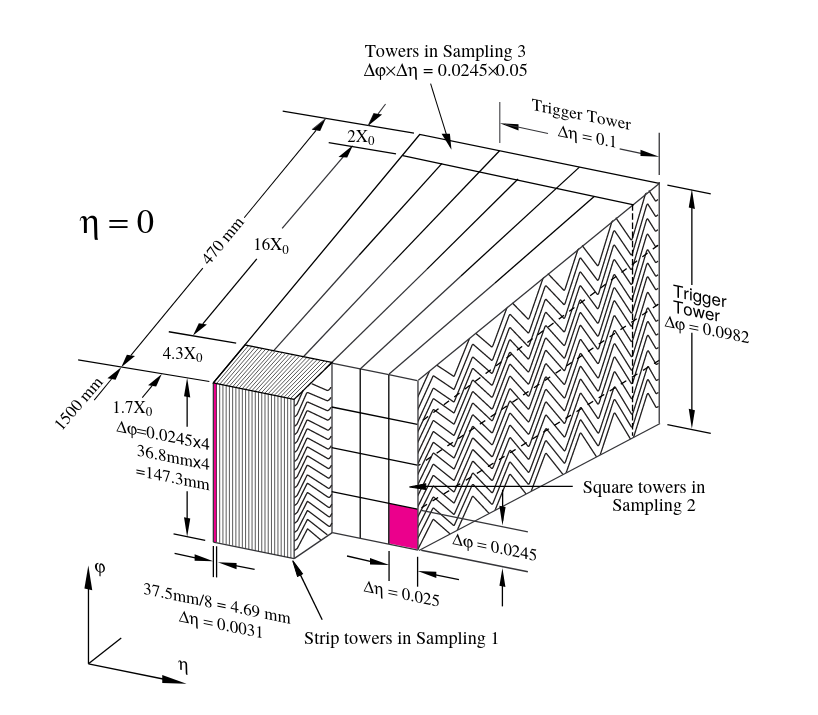 Towers in Sampling 3
Δφ×Δη = 0.0245×0.05
Trigger Tower
Δη = 0.1
2X₀
η = 0
470 mm
16X₀
Trigger
Tower
Δφ = 0.0982
4.3X₀
1500 mm
1.7X₀
Δφ=0.0245x4
36.8mmx4
=147.3mm
Square towers in
Sampling 2
Δφ = 0.0245
φ
37.5mm/8 = 4.69 mm
Δη = 0.0031
Δη = 0.025
Strip towers in Sampling 1
η